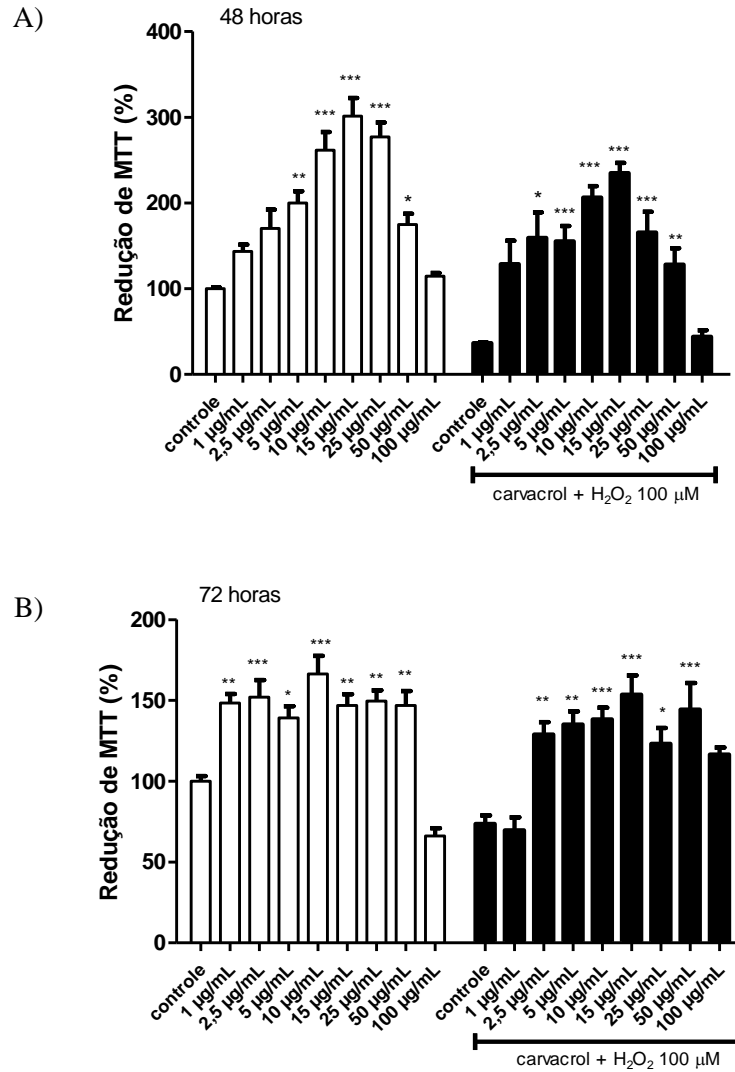 A)
48 horas
Redução de MTT (%)
400
300
200
100
0
** *** *** *** * * *** *** *** *** **
controle 1 µg/mL 2,5 µg/mL 5 µg/mL 10 µg/mL 15 µg/mL 25 µg/mL 50 µg/mL 100 µg/mL controle 1 µg/mL 2,5 µg/mL 5 µg/mL 10 µg/mL 15 µg/mL 25 µg/mL 50 µg/mL 100 µg/mL
carvacrol + H₂O₂ 100 µM
B)
72 horas
Redução de MTT (%)
200
150
100
50
0
** *** * *** ** ** ** ** ** *** *** * ***
controle 1 µg/mL 2,5 µg/mL 5 µg/mL 10 µg/mL 15 µg/mL 25 µg/mL 50 µg/mL 100 µg/mL controle 1 µg/mL 2,5 µg/mL 5 µg/mL 10 µg/mL 15 µg/mL 25 µg/mL 50 µg/mL 100 µg/mL
carvacrol + H₂O₂ 100 µM